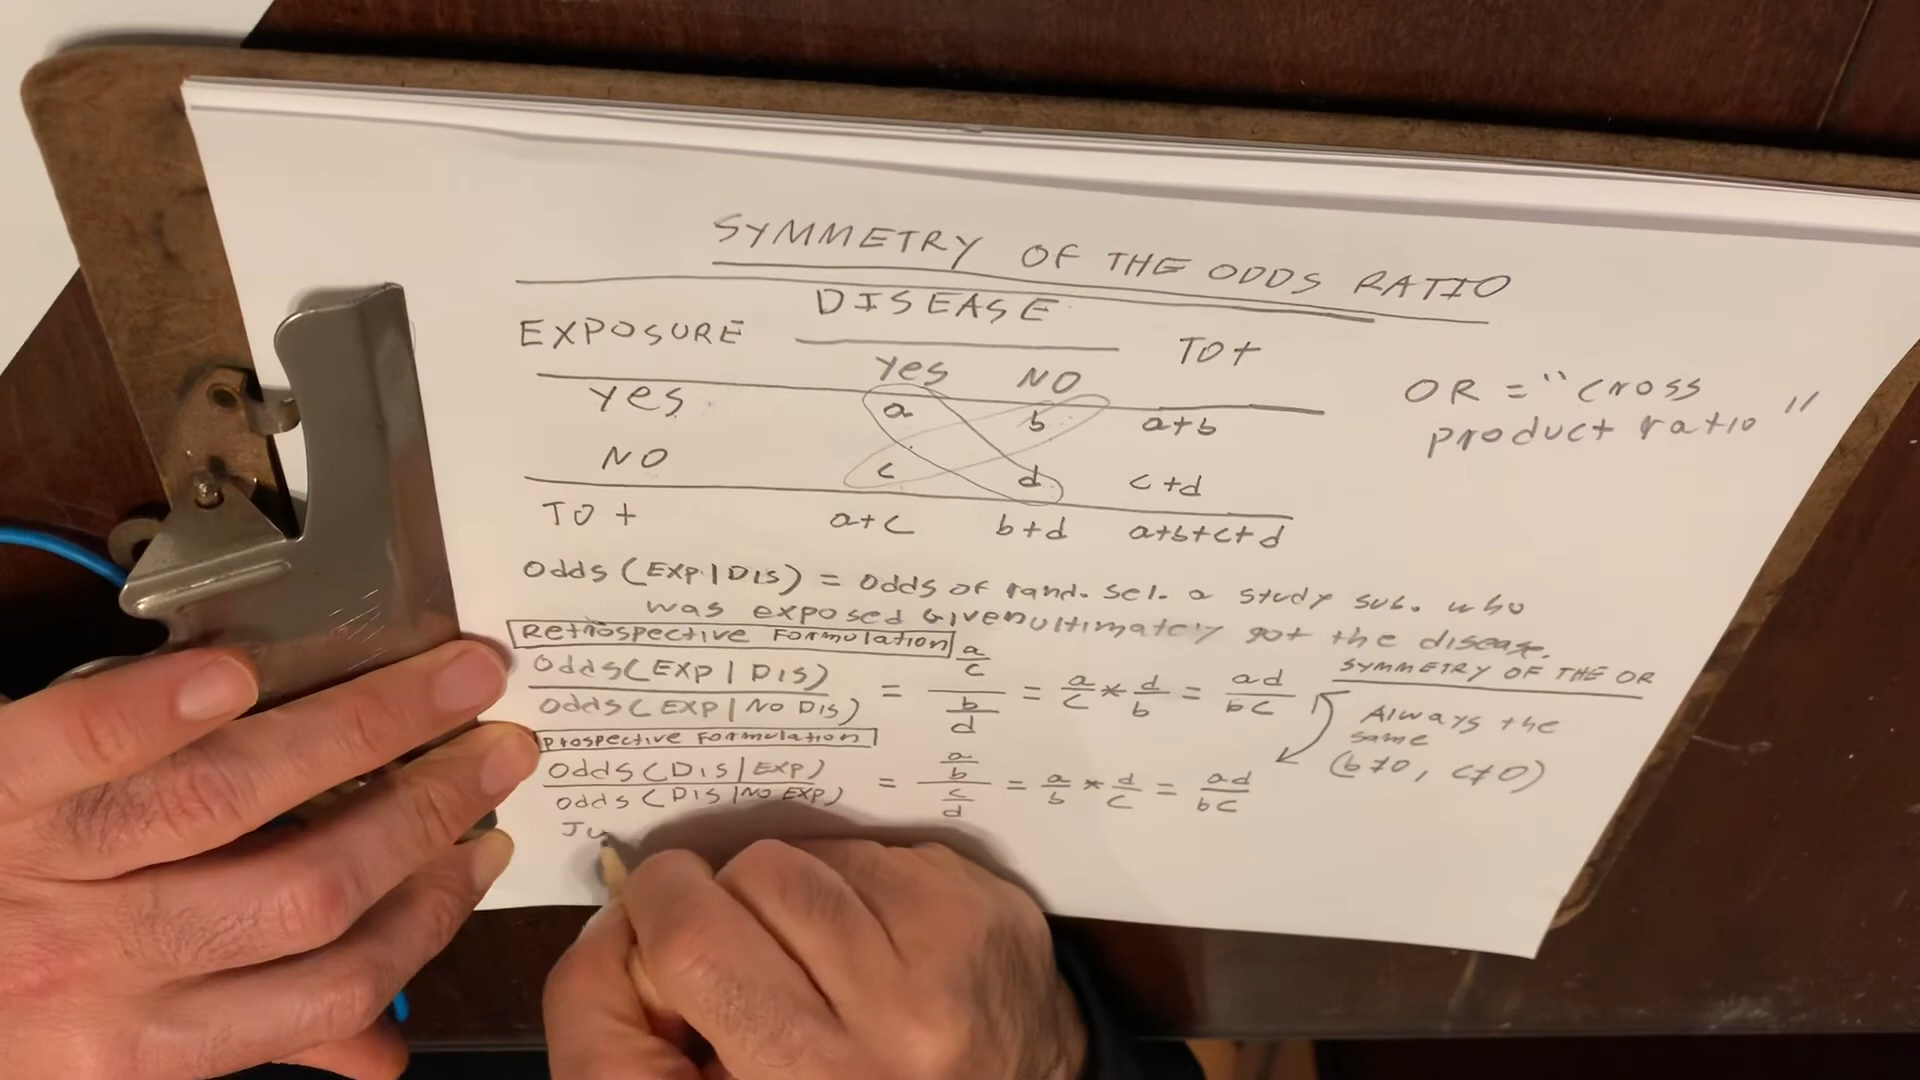 SYMMETRY OF THE ODDS RATIO
DISEASE
EXPOSURE TOT
Yes NO
Yes a b a+b
NO c d c+d
TOT a+c b+d a+b+c+d
OR = "cross
product ratio"
Odds (EXP | DIS) = Odds of rand. sel. a study sub. who
was exposed Given ultimately got the disease.
Retrospective Formulation
Odds (EXP | DIS) / Odds (EXP | NO DIS) = a/c / b/d = a/c * d/b = ad/bc
SYMMETRY OF THE OR
Always the
same
(b≠0, c≠0)
Prospective Formulation
Odds (DIS | EXP) / Odds (DIS | NO EXP) = a/b / c/d = a/b * d/c = ad/bc
Ju